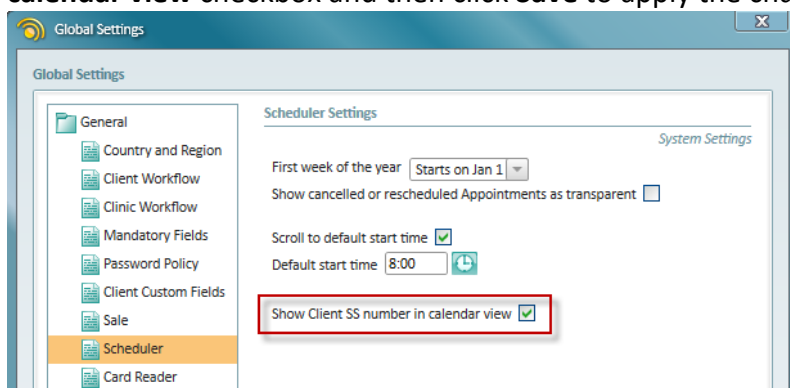 calendar view checkbox and then click Save to apply the cha
Global Settings
X
Global Settings
General
Country and Region
Client Workflow
Clinic Workflow
Mandatory Fields
Password Policy
Client Custom Fields
Sale
Scheduler
Card Reader
Scheduler Settings
System Settings
First week of the year Starts on Jan 1
Show cancelled or rescheduled Appointments as transparent
Scroll to default start time
Default start time 8:00
Show Client SS number in calendar view